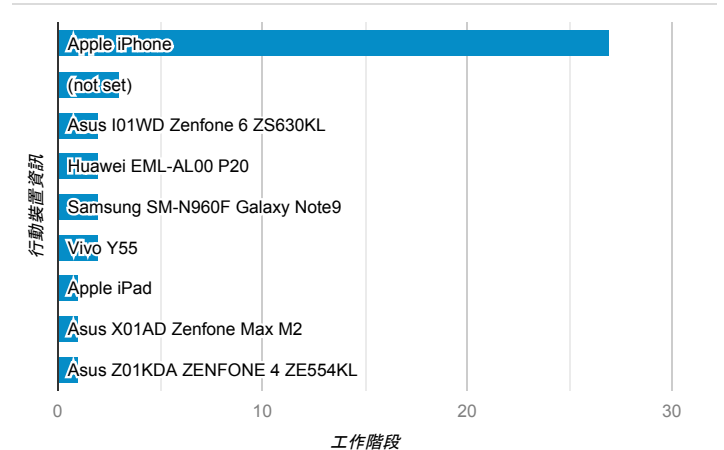 Apple iPhone
(not set)
Asus I01WD Zenfone 6 ZS630KL
Huawei EML-AL00 P20
Samsung SM-N960F Galaxy Note9
Vivo Y55
Apple iPad
Asus X01AD Zenfone Max M2
Asus Z01KDA ZENFONE 4 ZE554KL
行動裝置資訊
0 10 20 30
工作階段